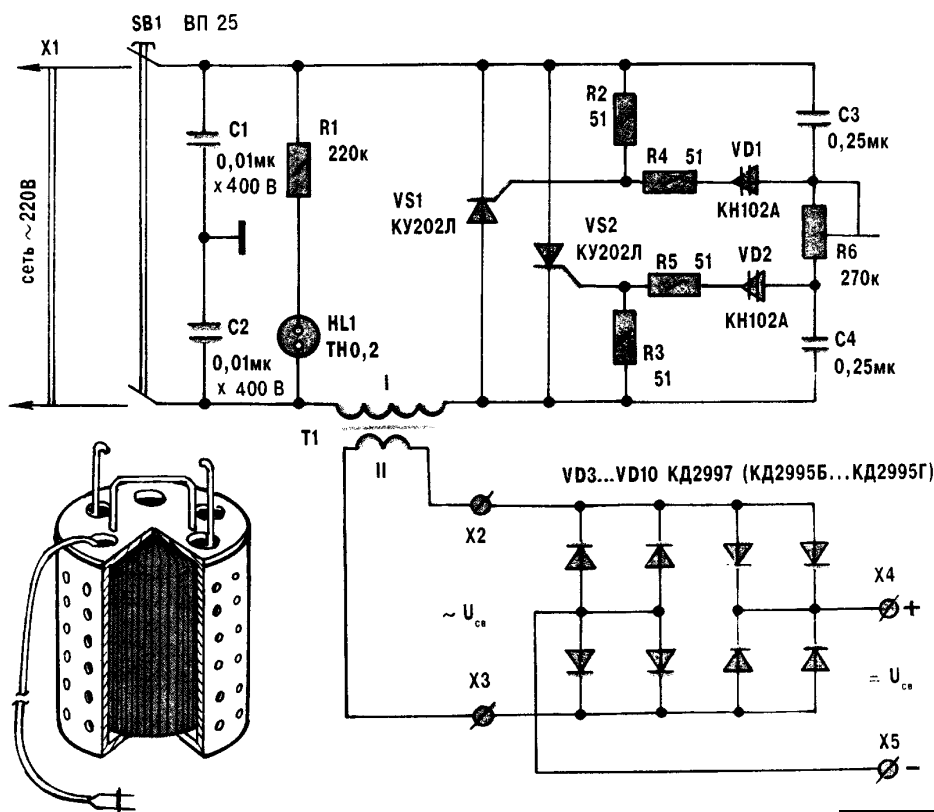 SB1 ВП 25
X1
сеть ~220В
C1
0,01мк
х 400 В
R1
220к
R2
51
C3
0,25мк
R4 51
VD1
КН102А
VS1
КУ202Л
VS2
КУ202Л
R5 51
VD2
КН102А
R6
270к
C2
0,01мк
х 400 В
HL1
ТН0,2
R3
51
C4
0,25мк
I
T1
II
VD3...VD10 КД2997 (КД2995Б...КД2995Г)
X2
~ Uсв
X3
X4
+
= Uсв
X5
-